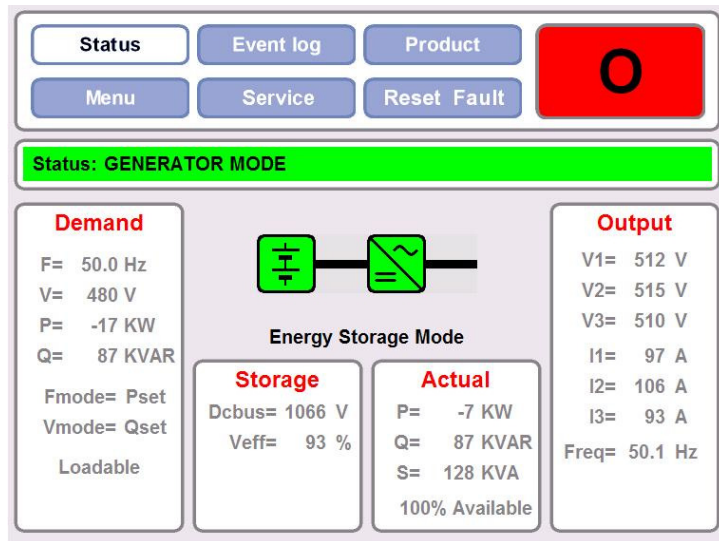 Status
Event log
Product
O
Menu
Service
Reset Fault
Status: GENERATOR MODE
Demand
F= 50.0 Hz
V= 480 V
P= -17 KW
Q= 87 KVAR
Fmode= Pset
Vmode= Qset
Loadable
Energy Storage Mode
Storage
Dcbus= 1066 V
Veff= 93 %
Actual
P= -7 KW
Q= 87 KVAR
S= 128 KVA
100% Available
Output
V1= 512 V
V2= 515 V
V3= 510 V
I1= 97 A
I2= 106 A
I3= 93 A
Freq= 50.1 Hz